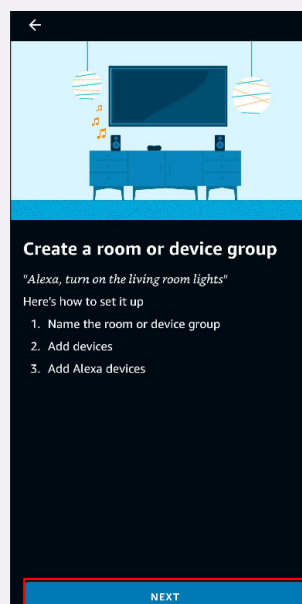 Create a room or device group
"Alexa, turn on the living room lights"
Here's how to set it up
1. Name the room or device group
2. Add devices
3. Add Alexa devices
NEXT